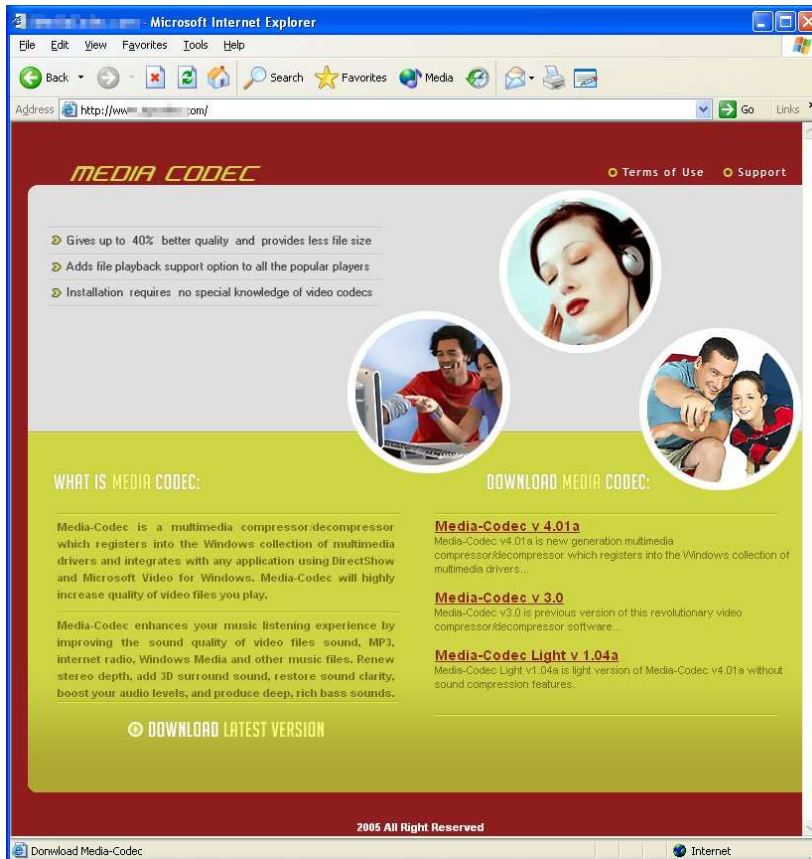 - Microsoft Internet Explorer
File Edit View Favorites Tools Help
Back Search Favorites Media
Address http://www .com/ Go Links
MEDIA CODEC
Terms of Use Support
Gives up to 40% better quality and provides less file size
Adds file playback support option to all the popular players
Installation requires no special knowledge of video codecs
WHAT IS MEDIA CODEC:
Media-Codec is a multimedia compressor/decompressor
which registers into the Windows collection of multimedia
drivers and integrates with any application using DirectShow
and Microsoft Video for Windows. Media-Codec will highly
increase quality of video files you play.
Media-Codec enhances your music listening experience by
improving the sound quality of video files sound, MP3,
internet radio, Windows Media and other music files. Renew
stereo depth, add 3D surround sound, restore sound clarity,
boost your audio levels, and produce deep, rich bass sounds.
DOWNLOAD LATEST VERSION
DOWNLOAD MEDIA CODEC:
Media-Codec v 4.01a
Media-Codec v4.01a is new generation multimedia
compressor/decompressor which registers into the Windows collection of
multimedia drivers...
Media-Codec v 3.0
Media-Codec v3.0 is previous version of this revolutionary video
compressor/decompressor software...
Media-Codec Light v 1.04a
Media-Codec Light v1.04a is light version of Media-Codec v4.01a without
sound compression features.
2005 All Right Reserved
Donwload Media-Codec Internet